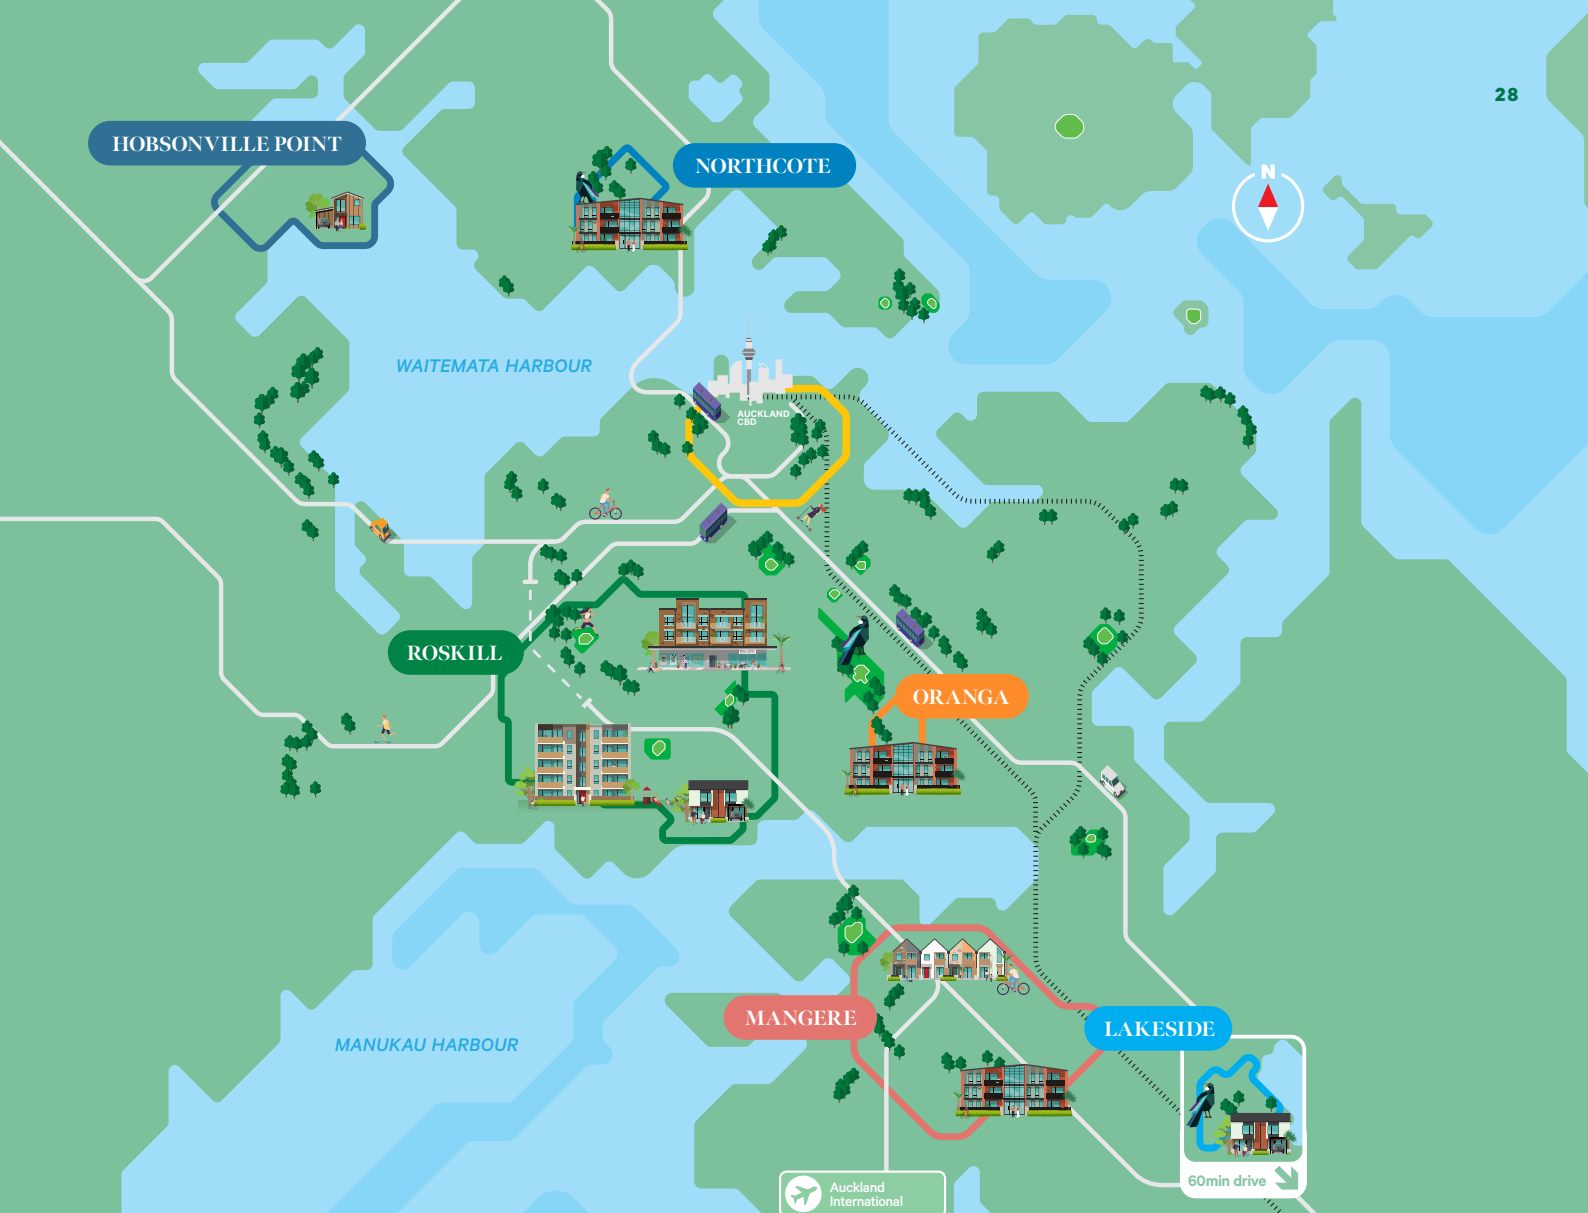 28
HOBSONVILLE POINT
NORTHCOTE
N
WAITEMATA HARBOUR
AUCKLAND
CBD
ROSKILL
ORANGA
MANGERE
LAKESIDE
MANUKAU HARBOUR
60min drive
Auckland
International